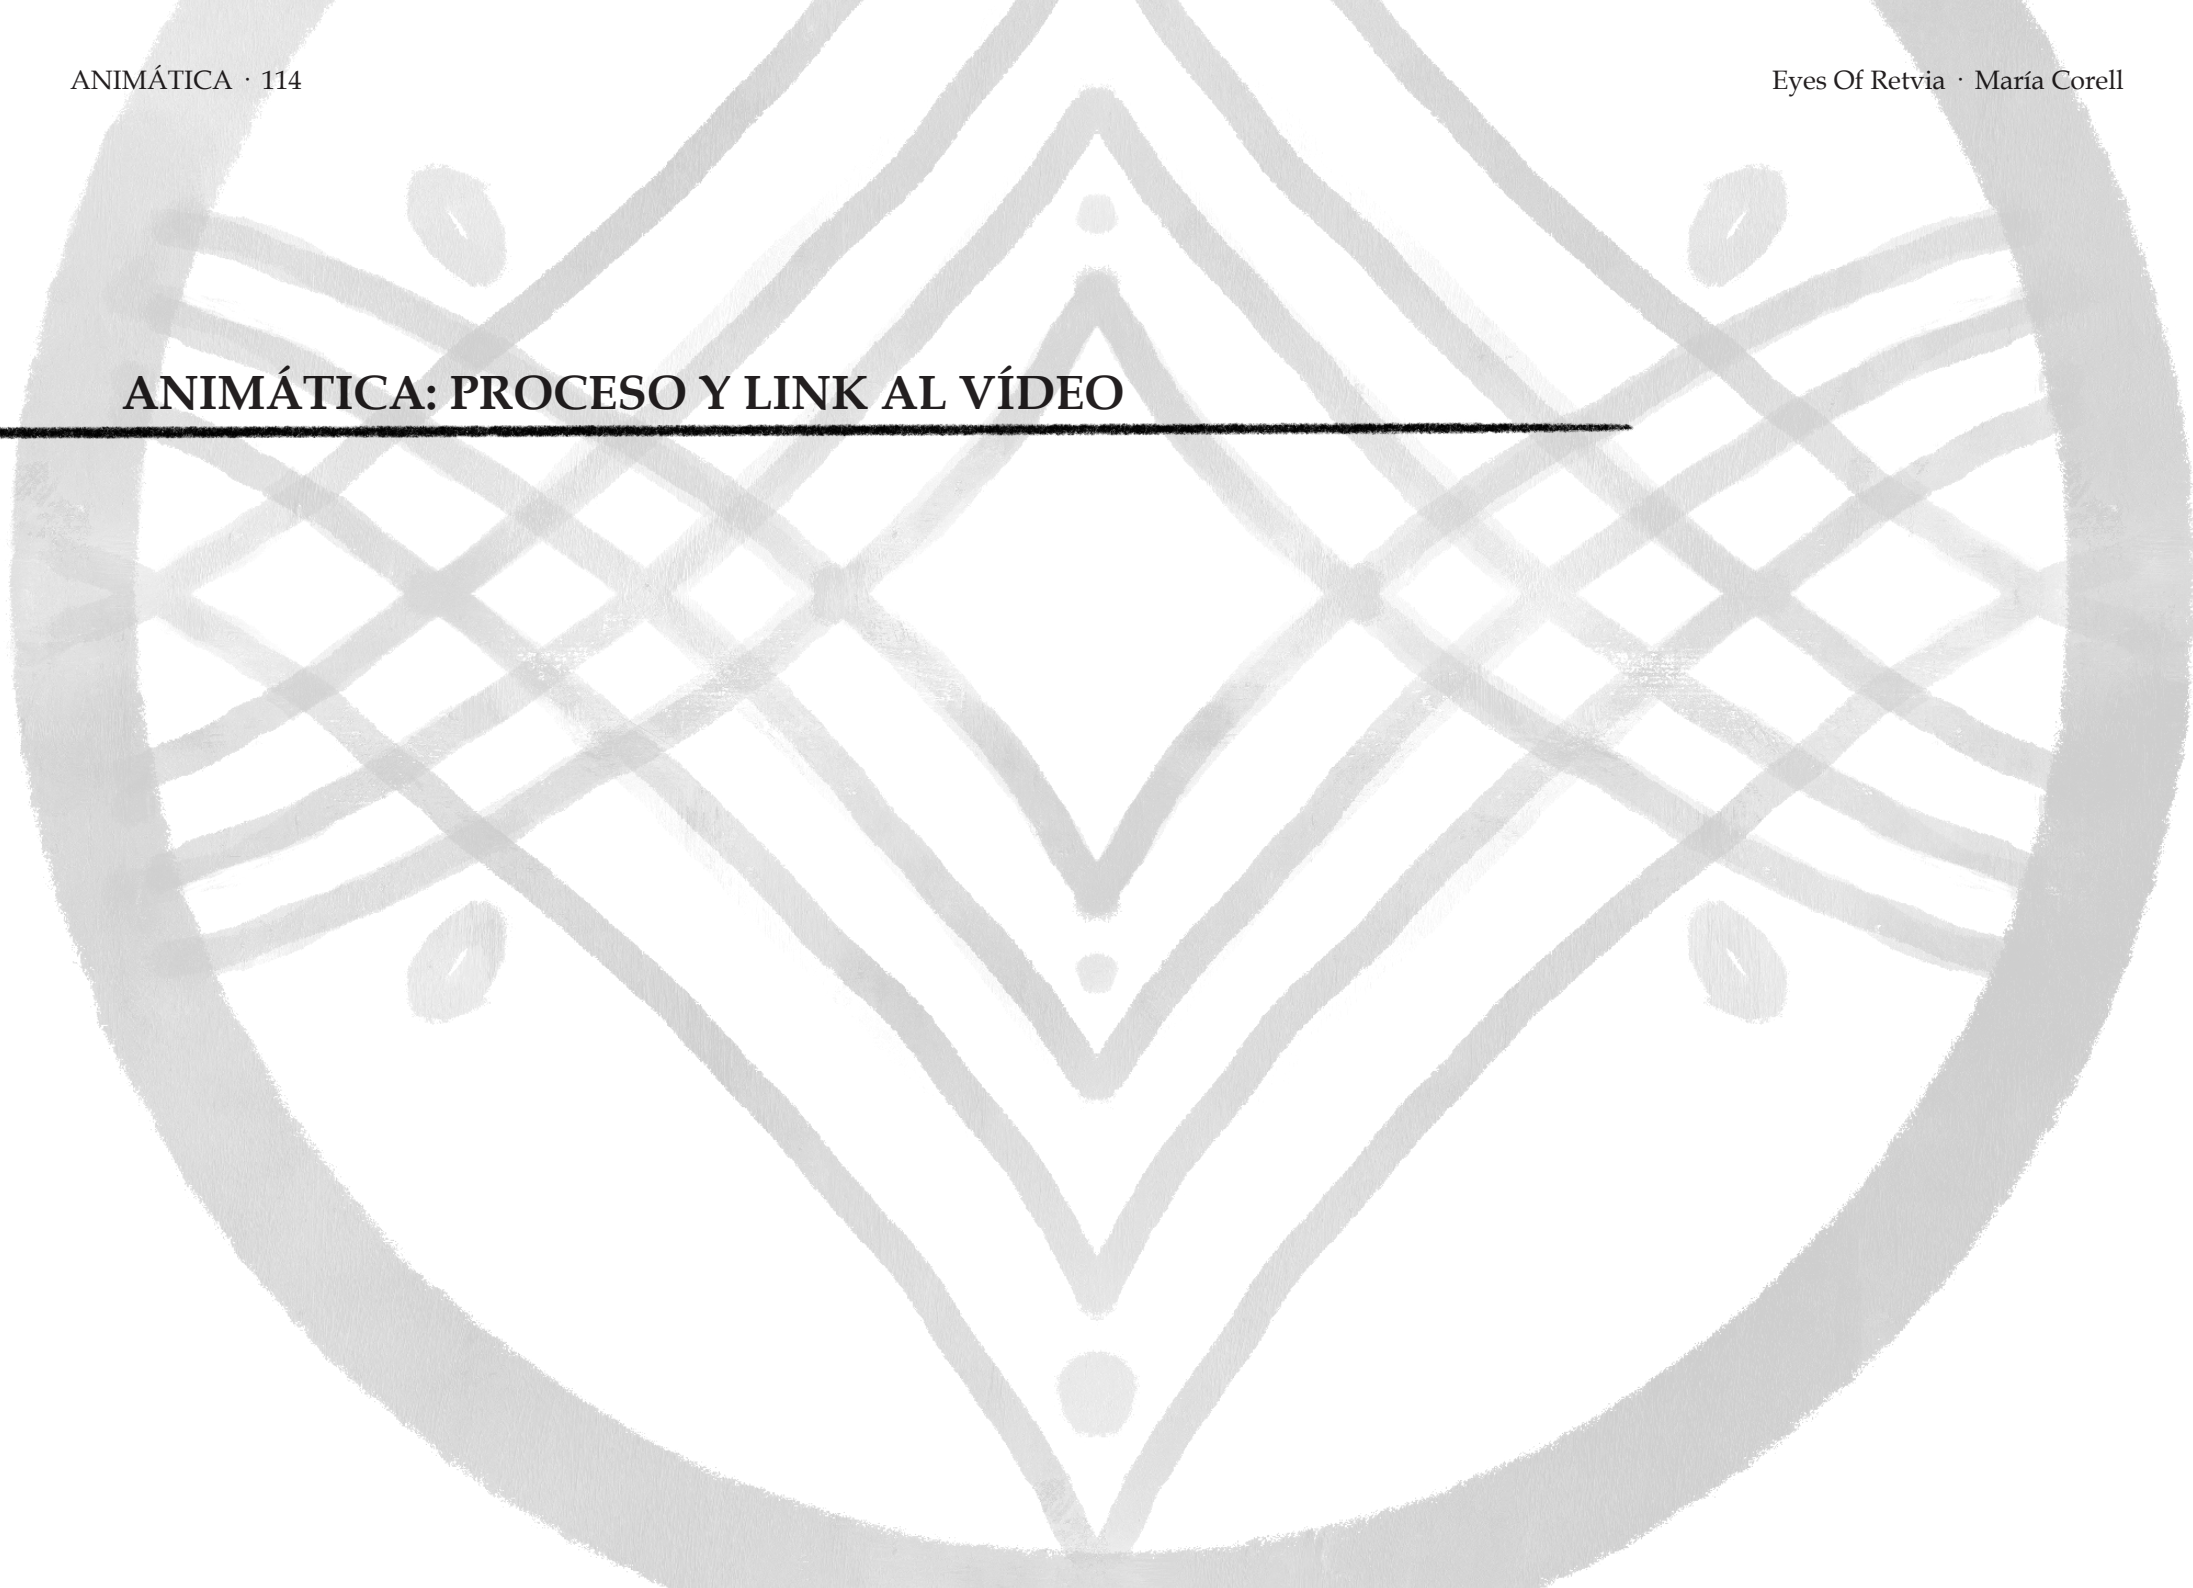 ANIMÁTICA · 114
Eyes Of Retvia · María Corell
ANIMÁTICA: PROCESO Y LINK AL VÍDEO